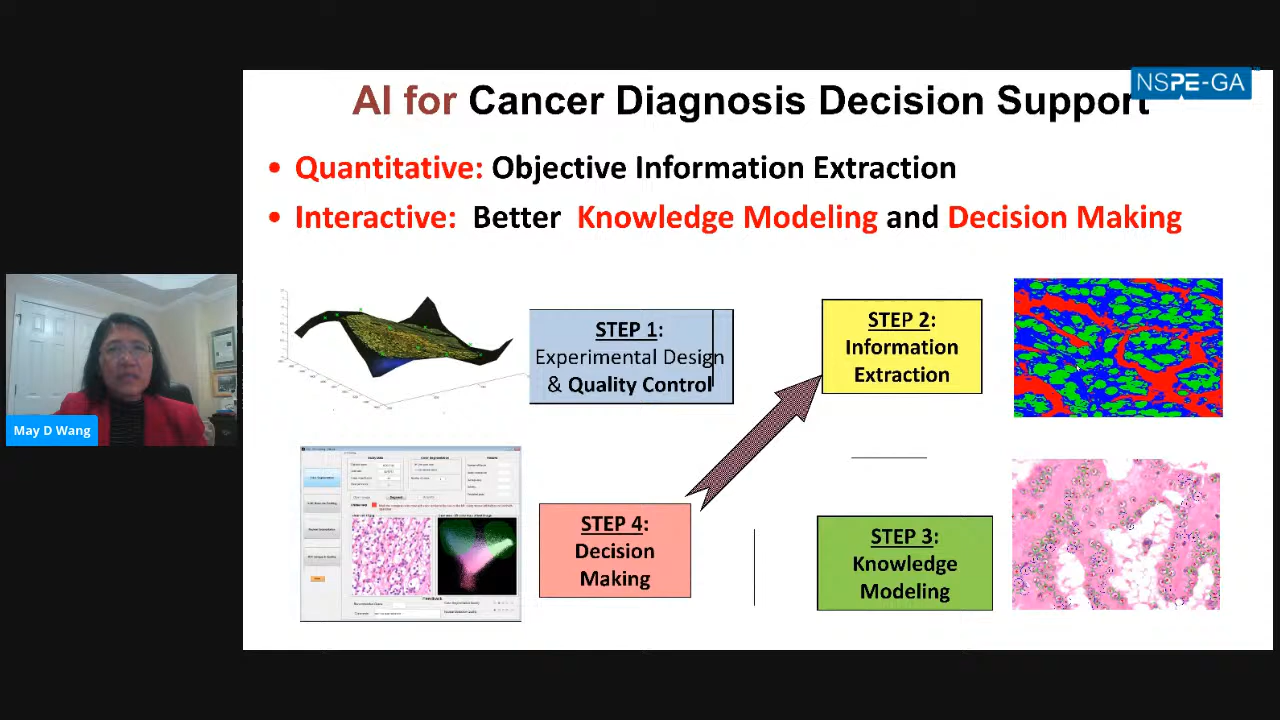 AI for Cancer Diagnosis Decision Support
NSPE-GA
• Quantitative: Objective Information Extraction
• Interactive: Better Knowledge Modeling and Decision Making
STEP 1:
Experimental Design
& Quality Control
STEP 2:
Information
Extraction
May D Wang
STEP 4:
Decision
Making
STEP 3:
Knowledge
Modeling